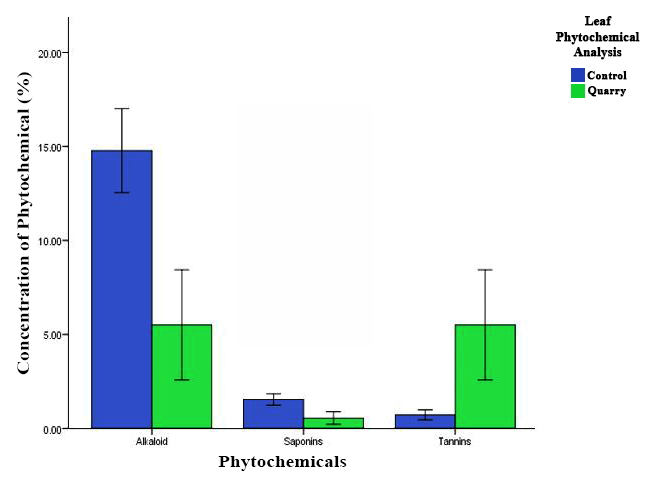 Leaf
Phytochemical
Analysis
Control
Quarry
Concentration of Phytochemical (%)
20.00
15.00
10.00
5.00
0.00
Alkaloid Saponins Tannins
Phytochemicals